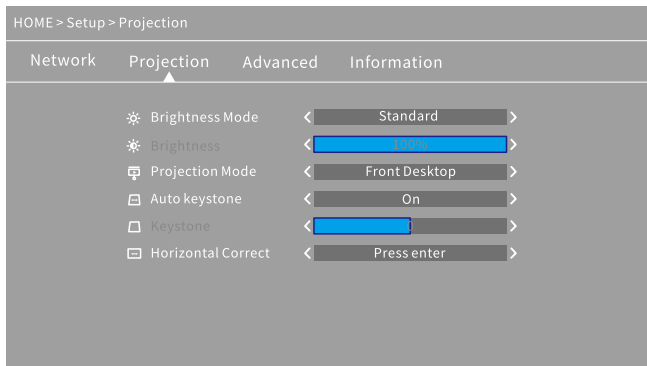 HOME > Setup > Projection
Network Projection Advanced Information
Brightness Mode Standard
Brightness 100%
Projection Mode Front Desktop
Auto keystone On
Keystone 0
Horizontal Correct Press enter